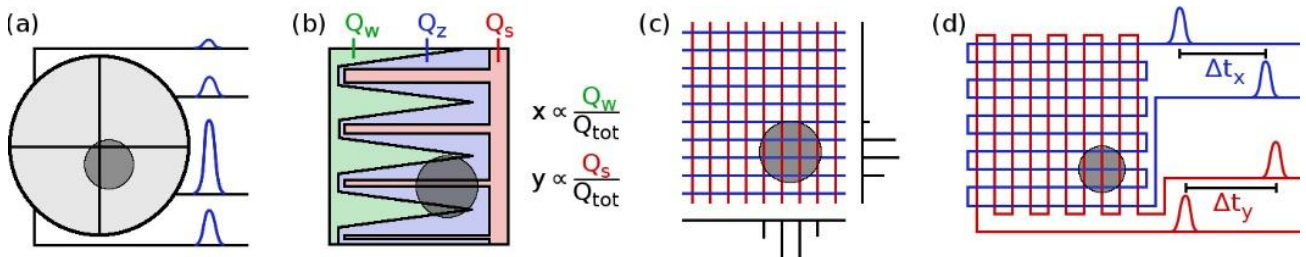 (a)
(b)
Q_w Q_z Q_s
x ∝ Q_w/Q_tot
y ∝ Q_s/Q_tot
(c)
(d)
Δt_x
Δt_y